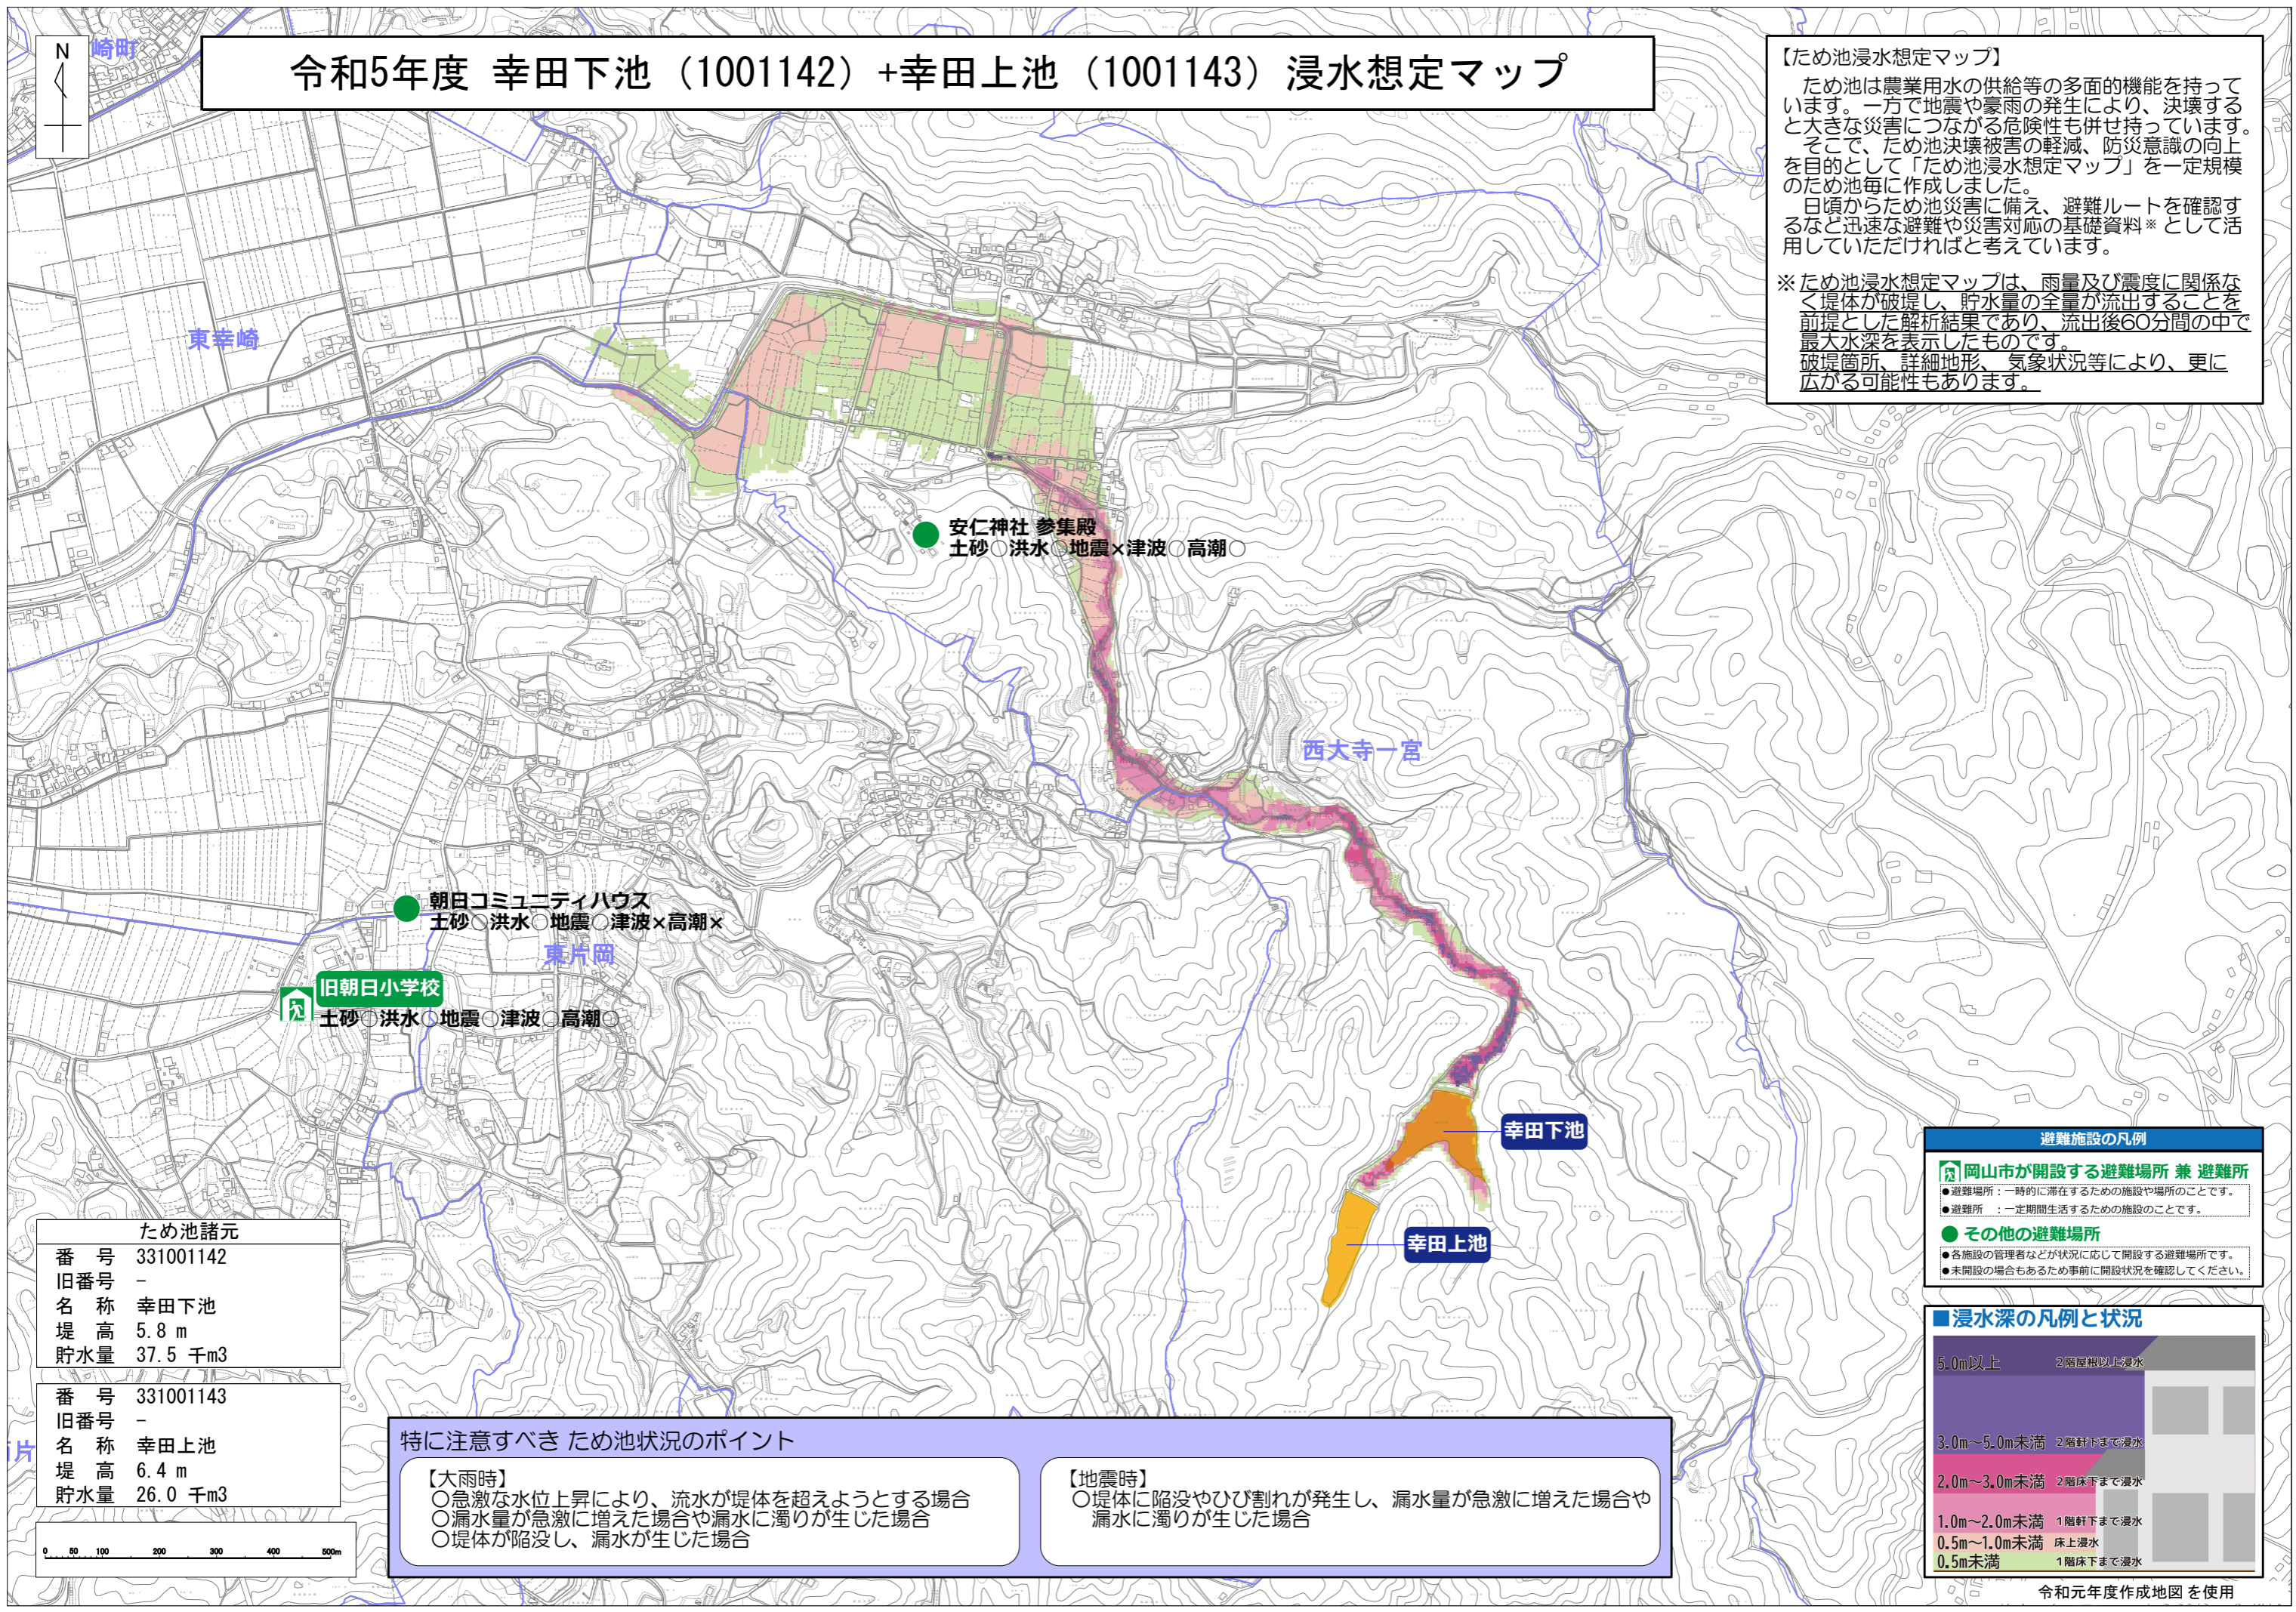 令和5年度 幸田下池（1001142）+幸田上池（1001143）浸水想定マップ
N
崎町
【ため池浸水想定マップ】
ため池は農業用水の供給等の多面的機能を持って
います。一方で地震や豪雨の発生により、決壊する
と大きな災害につながる危険性も併せ持っています。
そこで、ため池決壊被害の軽減、防災意識の向上
を目的として「ため池浸水想定マップ」を一定規模
のため池毎に作成しました。
日頃からため池災害に備え、避難ルートを確認す
るなど迅速な避難や災害対応の基礎資料※として活
用していただければと考えています。
※ため池浸水想定マップは、雨量及び震度に関係な
く堤体が破堤し、貯水量の全量が流出することを
前提とした解析結果であり、流出後60分間の中で
最大水深を表示したものです。
破堤箇所、詳細地形、気象状況等により、更に
広がる可能性もあります。
東幸崎
安仁神社 参集殿
土砂○洪水○地震×津波○高潮○
西大寺一宮
朝日コミュニティハウス
土砂○洪水○地震○津波×高潮×
東片岡
旧朝日小学校
土砂○洪水○地震○津波○高潮○
幸田下池
幸田上池
避難施設の凡例
岡山市が開設する避難場所 兼 避難所
●避難場所：一時的に滞在するための施設や場所のことです。
●避難所　：一定期間生活するための施設のことです。
● その他の避難場所
●各施設の管理者などが状況に応じて開設する避難場所です。
●未開設の場合もあるため事前に開設状況を確認してください。
ため池諸元
番　号 331001142
旧番号 −
名　称 幸田下池
堤　高 5.8 m
貯水量 37.5 千m3
番　号 331001143
旧番号 −
名　称 幸田上池
堤　高 6.4 m
貯水量 26.0 千m3
片
0 50 100 200 300 400 500m
特に注意すべき ため池状況のポイント
【大雨時】
○急激な水位上昇により、流水が堤体を超えようとする場合
○漏水量が急激に増えた場合や漏水に濁りが生じた場合
○堤体が陥没し、漏水が生じた場合
【地震時】
○堤体に陥没やひび割れが発生し、漏水量が急激に増えた場合や
漏水に濁りが生じた場合
■浸水深の凡例と状況
5.0m以上 2階屋根以上浸水
3.0m～5.0m未満 2階軒下まで浸水
2.0m～3.0m未満 2階床下まで浸水
1.0m～2.0m未満 1階軒下まで浸水
0.5m～1.0m未満 床上浸水
0.5m未満 1階床下まで浸水
令和元年度作成地図を使用